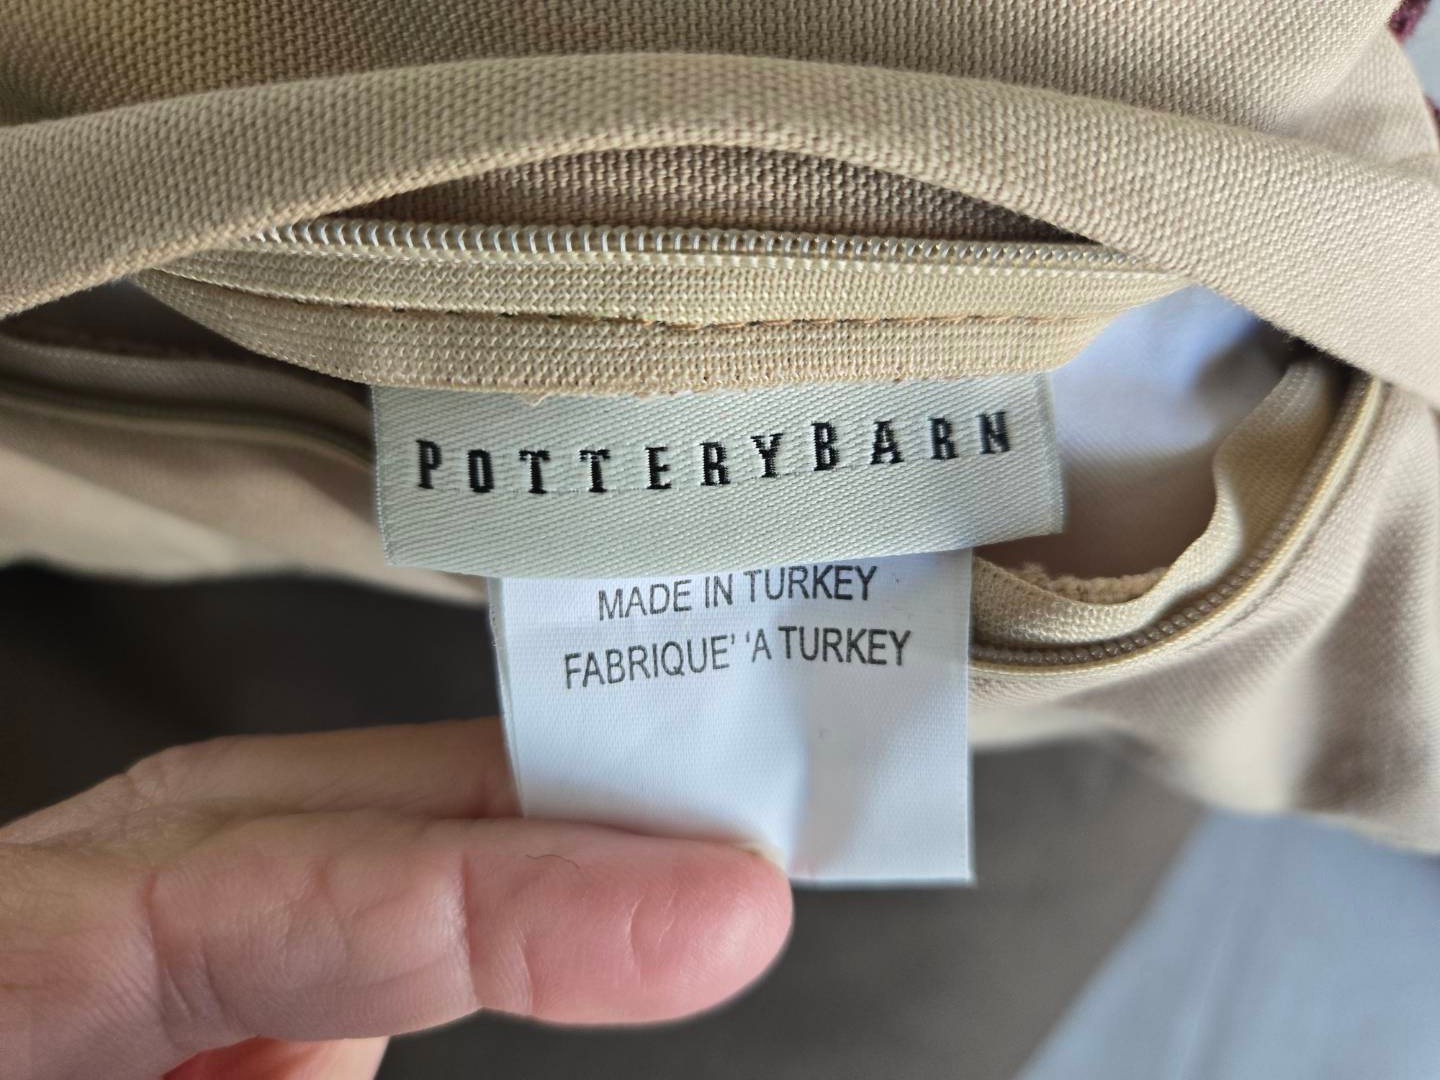 POTTERYBARN
MADE IN TURKEY
FABRIQUE' 'A TURKEY